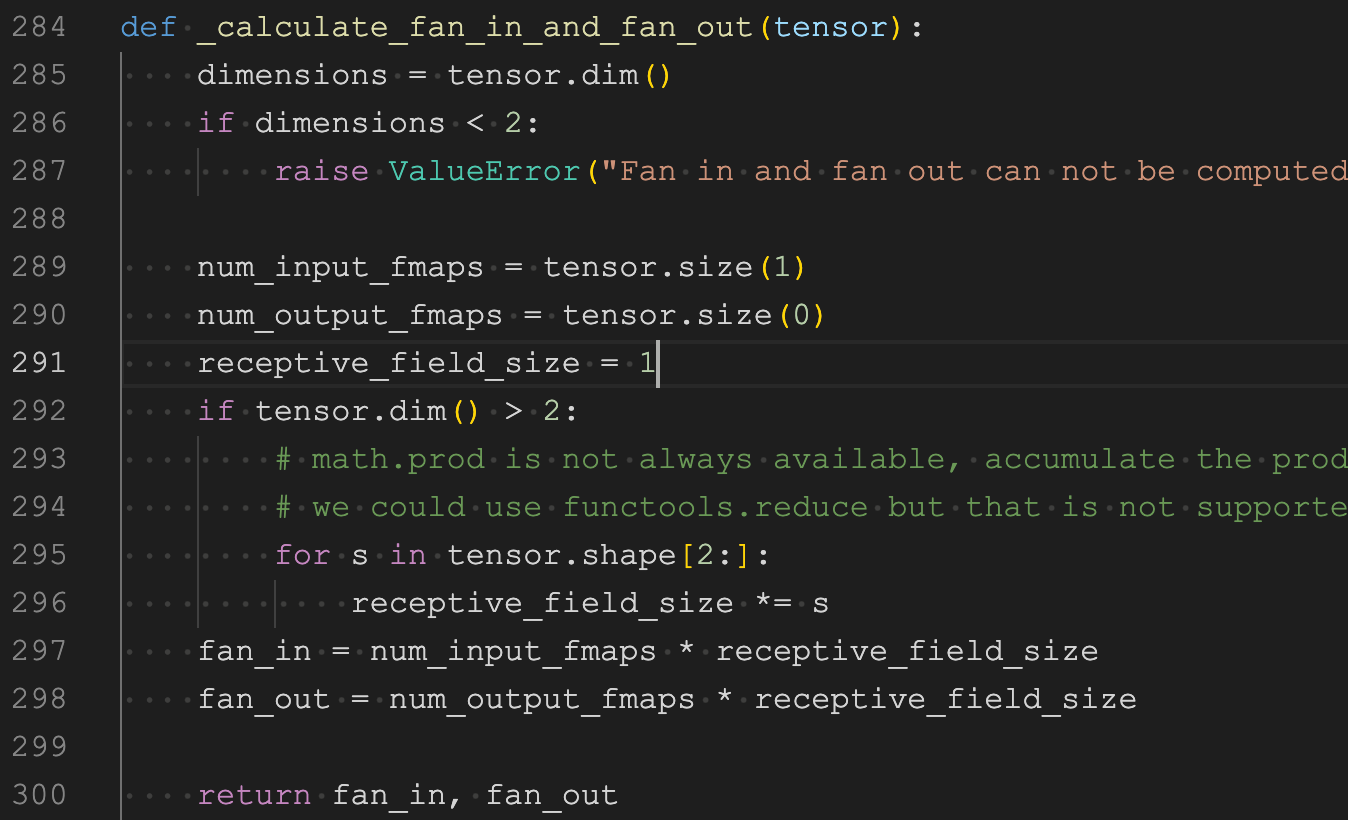 284 def _calculate_fan_in_and_fan_out(tensor):
285     dimensions = tensor.dim()
286     if dimensions < 2:
287         raise ValueError("Fan in and fan out can not be computed
288
289     num_input_fmaps = tensor.size(1)
290     num_output_fmaps = tensor.size(0)
291     receptive_field_size = 1
292     if tensor.dim() > 2:
293         # math.prod is not always available, accumulate the prod
294         # we could use functools.reduce but that is not supporte
295         for s in tensor.shape[2:]:
296             receptive_field_size *= s
297     fan_in = num_input_fmaps * receptive_field_size
298     fan_out = num_output_fmaps * receptive_field_size
299
300     return fan_in, fan_out